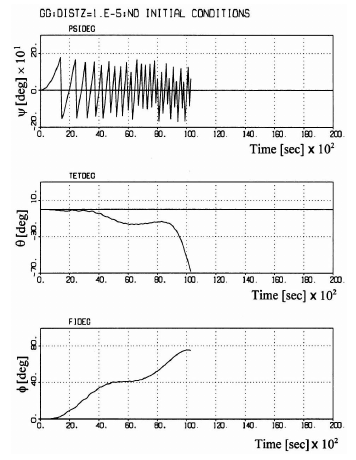 GG:DISTZ=1.E-5:NO INITIAL CONDITIONS
PSIDEG
ψ [deg] × 10¹
20.
0.
-20.
0. 20. 40. 60. 80. 100. 120. 140. 160. 180. 200.
Time [sec] x 10²
TETDEG
θ [deg]
10.
-30.
-70.
0. 20. 40. 60. 80. 100. 120. 140. 160. 180. 200.
Time [sec] x 10²
FIDEG
ϕ [deg]
80.
40.
0.
0. 20. 40. 60. 80. 100. 120. 140. 160. 180. 200.
Time [sec] x 10²